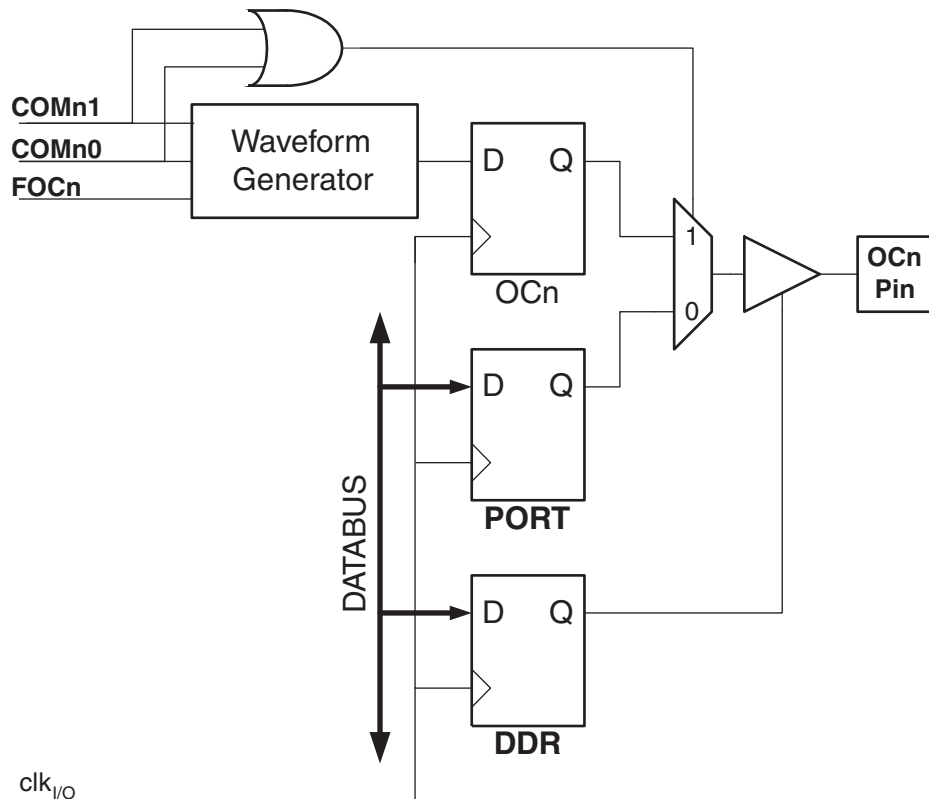 COMn1
COMn0
FOCn
Waveform
Generator
D Q
OCn
1
0
OCn
Pin
D Q
PORT
DATABUS
D Q
DDR
clkI/O